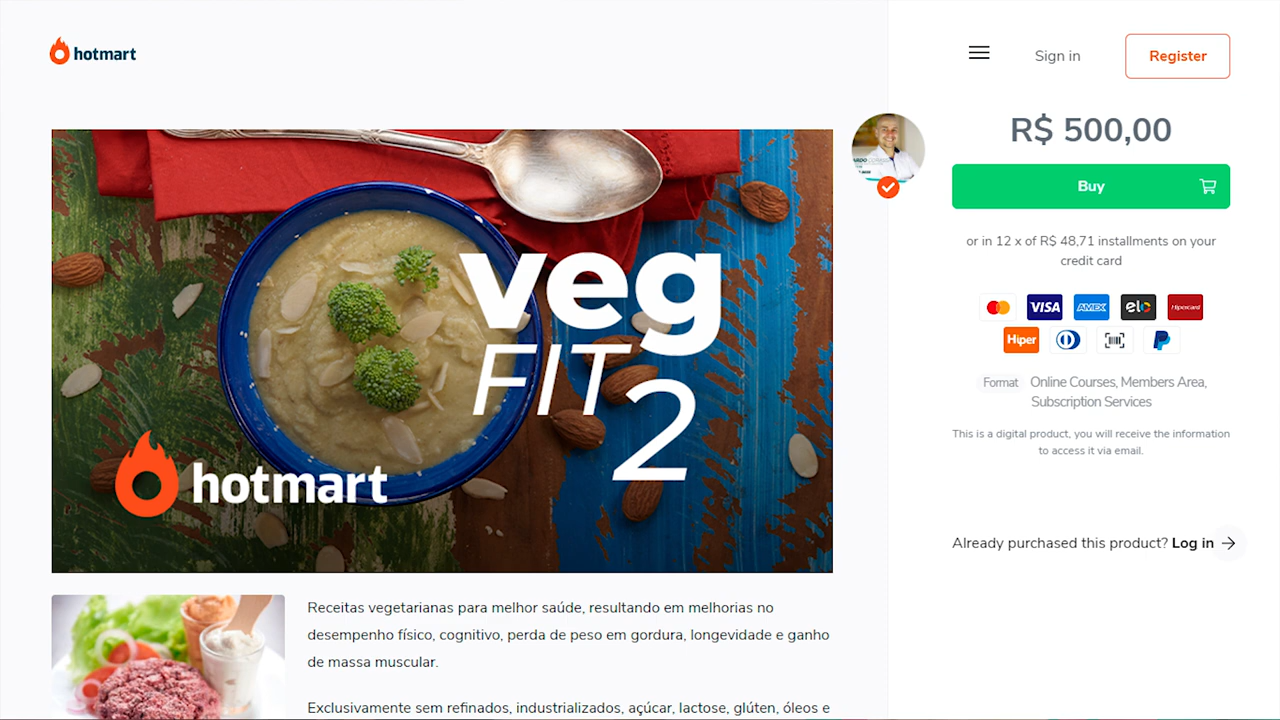 hotmart
Sign in
Register
R$ 500,00
Buy
or in 12 x of R$ 48,71 installments on your
credit card
VISA
AMEX
elo
Hipercard
Hiper
Format
Online Courses, Members Area,
Subscription Services
This is a digital product, you will receive the information
to access it via email.
Already purchased this product? Log in
veg
FIT
2
hotmart
Receitas vegetarianas para melhor saúde, resultando em melhorias no
desempenho físico, cognitivo, perda de peso em gordura, longevidade e ganho
de massa muscular.
Exclusivamente sem refinados, industrializados, açúcar, lactose, glúten, óleos e